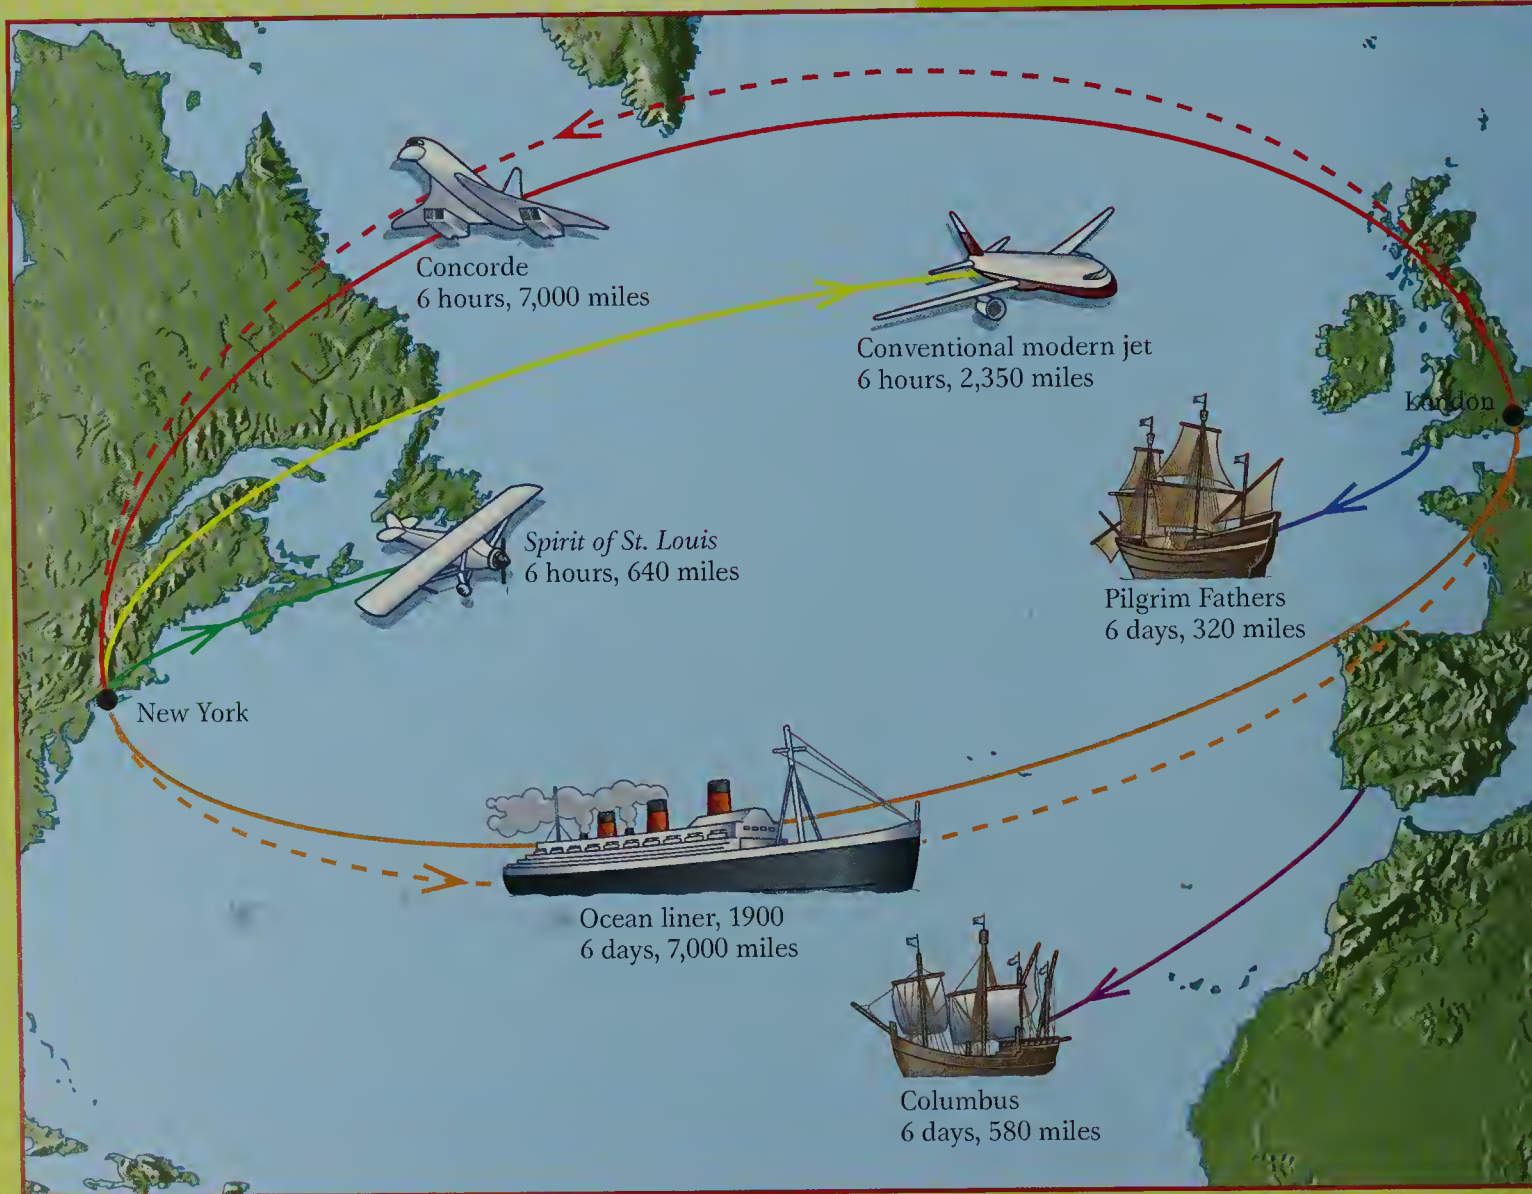 Concorde
6 hours, 7,000 miles
Conventional modern jet
6 hours, 2,350 miles
London
Spirit of St. Louis
6 hours, 640 miles
Pilgrim Fathers
6 days, 320 miles
New York
Ocean liner, 1900
6 days, 7,000 miles
Columbus
6 days, 580 miles